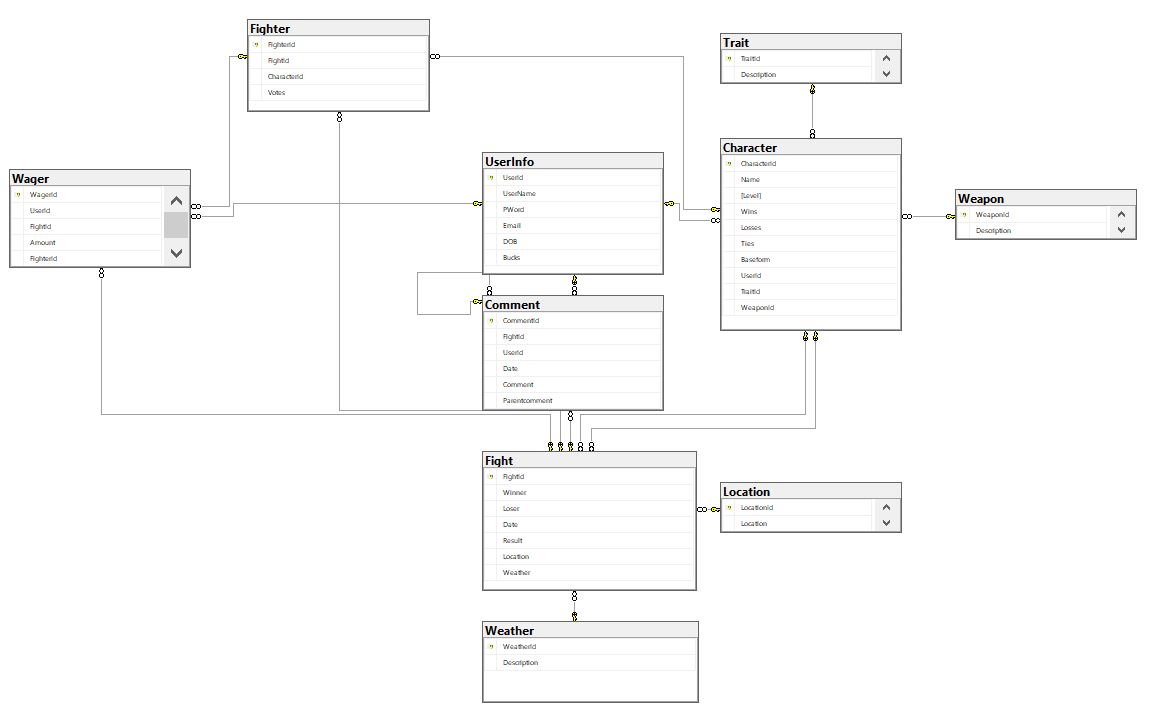 Fighter
FighterId
FightId
CharacterId
Votes
Trait
TraitId
Description
Wager
WagerId
UserId
FightId
Amount
FighterId
UserInfo
UserId
UserName
PWord
Email
DOB
Bucks
Character
CharacterId
Name
[Level]
Wins
Losses
Ties
Baseform
UserId
TraitId
WeaponId
Weapon
WeaponId
Description
Comment
CommentId
FightId
UserId
Date
Comment
Parentcomment
Fight
FightId
Winner
Loser
Date
Result
Location
Weather
Location
LocationId
Location
Weather
WeatherId
Description